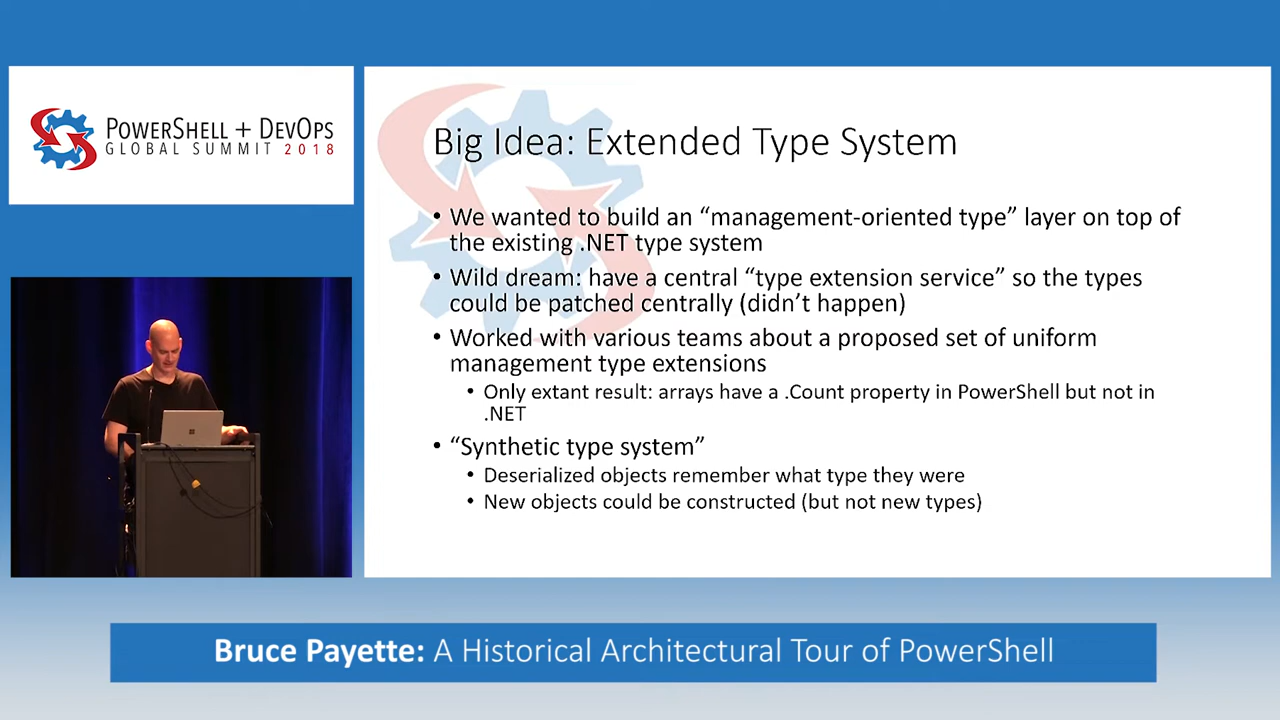 POWERSHELL + DEVOPS
GLOBAL SUMMIT 2018
Big Idea: Extended Type System
• We wanted to build an “management-oriented type” layer on top of
the existing .NET type system
• Wild dream: have a central “type extension service” so the types
could be patched centrally (didn’t happen)
• Worked with various teams about a proposed set of uniform
management type extensions
• Only extant result: arrays have a .Count property in PowerShell but not in
.NET
• “Synthetic type system”
• Deserialized objects remember what type they were
• New objects could be constructed (but not new types)
Bruce Payette: A Historical Architectural Tour of PowerShell